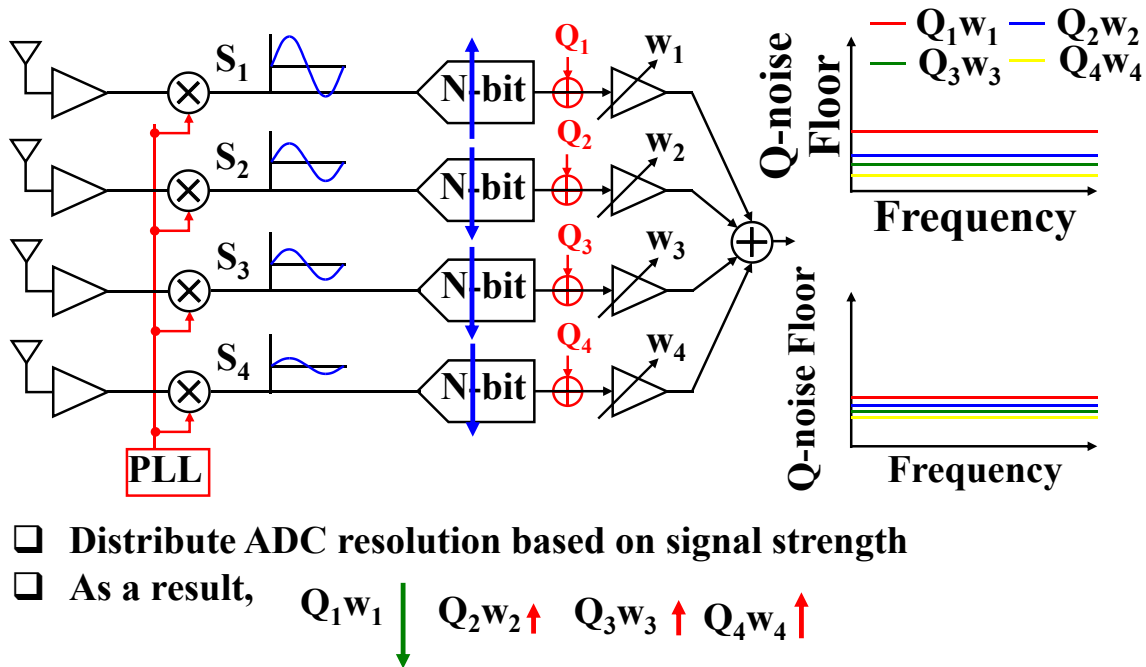 S₁
N-bit
Q₁
w₁
S₂
N-bit
Q₂
w₂
S₃
N-bit
Q₃
w₃
S₄
N-bit
Q₄
w₄
PLL
Q₁w₁
Q₂w₂
Q₃w₃
Q₄w₄
Q-noise
Floor
Frequency
Q-noise Floor
Frequency
Distribute ADC resolution based on signal strength
As a result, Q₁w₁ Q₂w₂ Q₃w₃ Q₄w₄